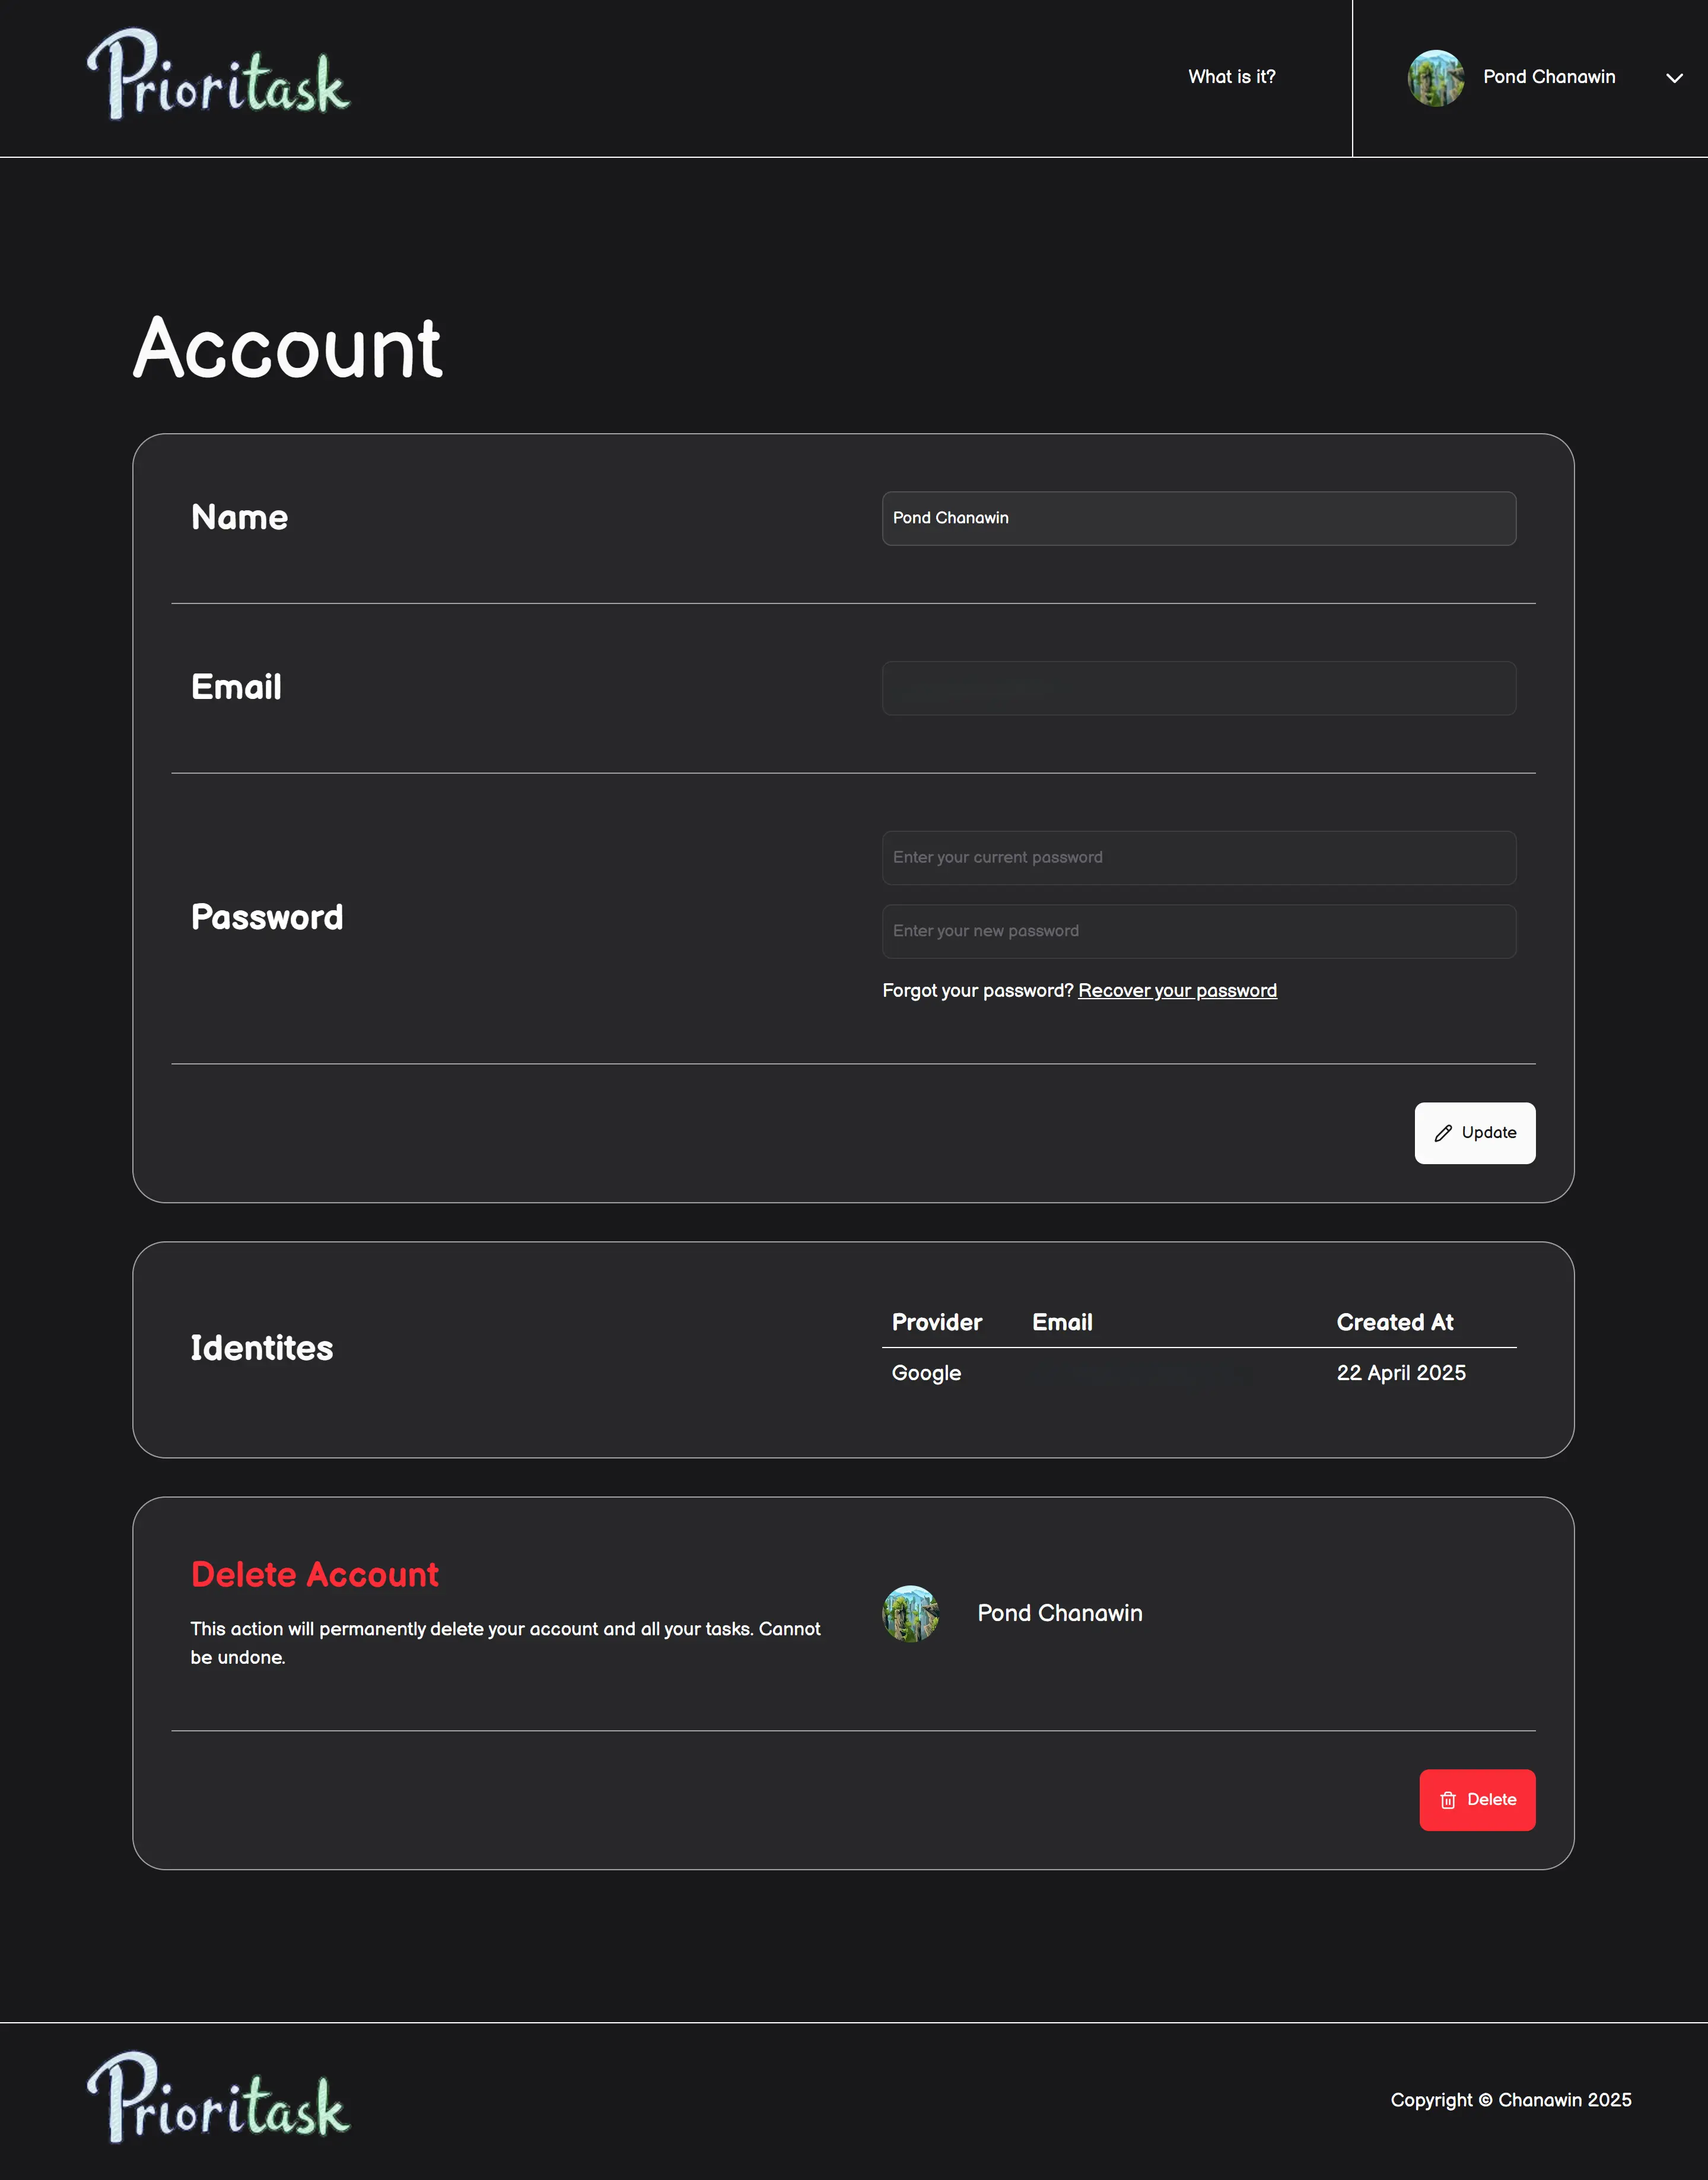 Prioritask
What is it?
Pond Chanawin
Account
Name
Pond Chanawin
Email
Password
Enter your current password
Enter your new password
Forgot your password? Recover your password
Update
Identites
Provider Email Created At
Google 22 April 2025
Delete Account
This action will permanently delete your account and all your tasks. Cannot
be undone.
Pond Chanawin
Delete
Prioritask
Copyright © Chanawin 2025